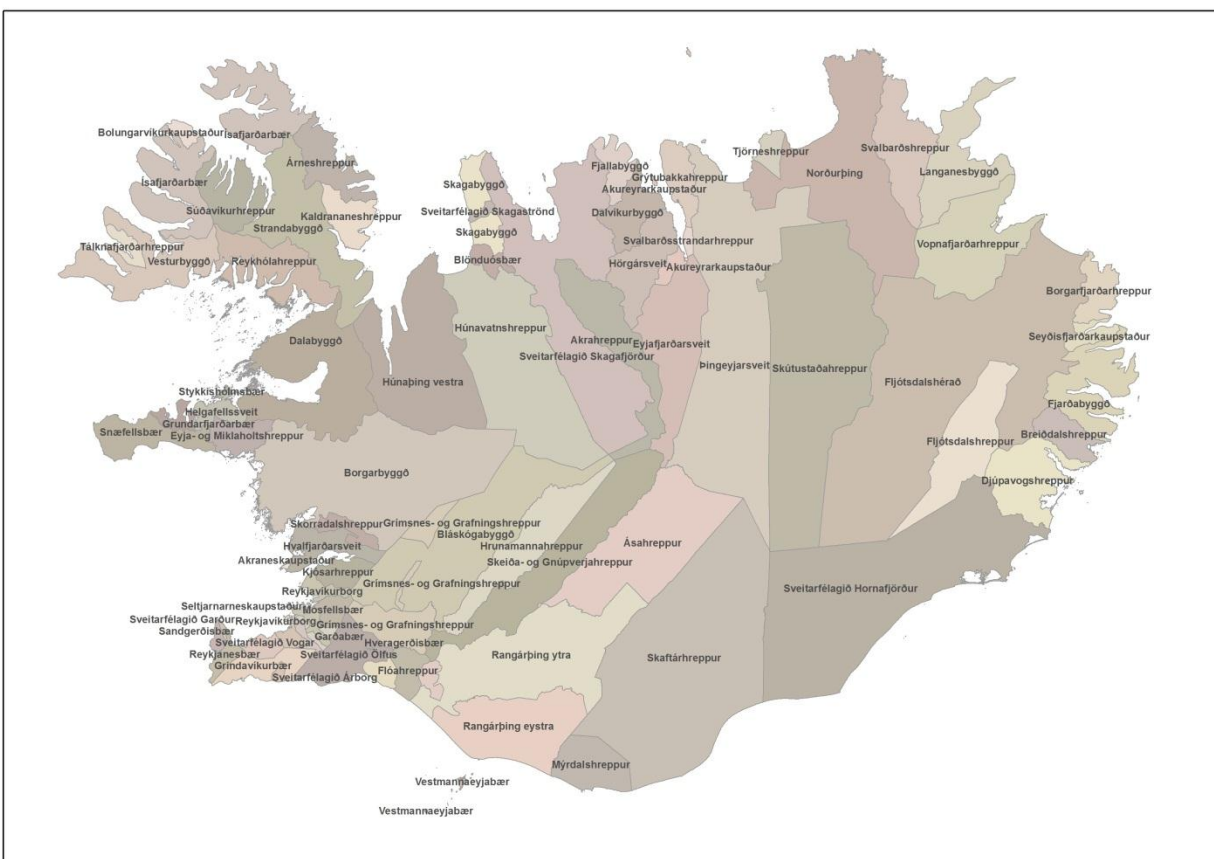 Bolungarvíkurkaupstaður
Ísafjarðarbær
Árneshreppur
Ísafjarðarbær
Súðavíkurhreppur
Kaldrananeshreppur
Strandabyggð
Tálknafjarðarhreppur
Vesturbyggð
Reykhólahreppur
Skagabyggð
Sveitarfélagið Skagaströnd
Skagabyggð
Blönduósbær
Fjallabyggð
Grýtubakkahreppur
Akureyrarkaupstaður
Dalvíkurbyggð
Svalbarðsstrandarhreppur
Hörgársveit
Akureyrarkaupstaður
Tjörneshreppur
Norðurþing
Svalbarðshreppur
Langanesbyggð
Vopnafjarðarhreppur
Borgarfjarðarhreppur
Seyðisfjarðarkaupstaður
Dalabyggð
Húnaþing vestra
Húnavatnshreppur
Akrahreppur
Sveitarfélagið Skagafjörður
Eyjafjarðarsveit
Þingeyjarsveit
Skútustaðahreppur
Fljótsdalshérað
Fljótsdalshreppur
Fjarðabyggð
Breiðdalshreppur
Djúpavogshreppur
Stykkishólmsbær
Helgafellssveit
Grundarfjarðarbær
Snæfellsbær
Eyja- og Miklaholtshreppur
Borgarbyggð
Skorradalshreppur
Hvalfjarðarsveit
Akraneskaupstaður
Kjósarhreppur
Reykjavíkurborg
Grímsnes- og Grafningshreppur
Bláskógabyggð
Hrunamannahreppur
Skeiða- og Gnúpverjahreppur
Grímsnes- og Grafningshreppur
Ásahreppur
Sveitarfélagið Hornafjörður
Seltjarnarneskaupstaður
Mosfellsbær
Sveitarfélagið Garður
Reykjavíkurborg
Grímsnes- og Grafningshreppur
Sandgerðisbær
Garðabær
Sveitarfélagið Vogar
Hveragerðisbær
Reykjanesbær
Sveitarfélagið Ölfus
Grindavíkurbær
Sveitarfélagið Árborg
Flóahreppur
Rangárþing ytra
Skaftárhreppur
Rangárþing eystra
Mýrdalshreppur
Vestmannaeyjabær
Vestmannaeyjabær